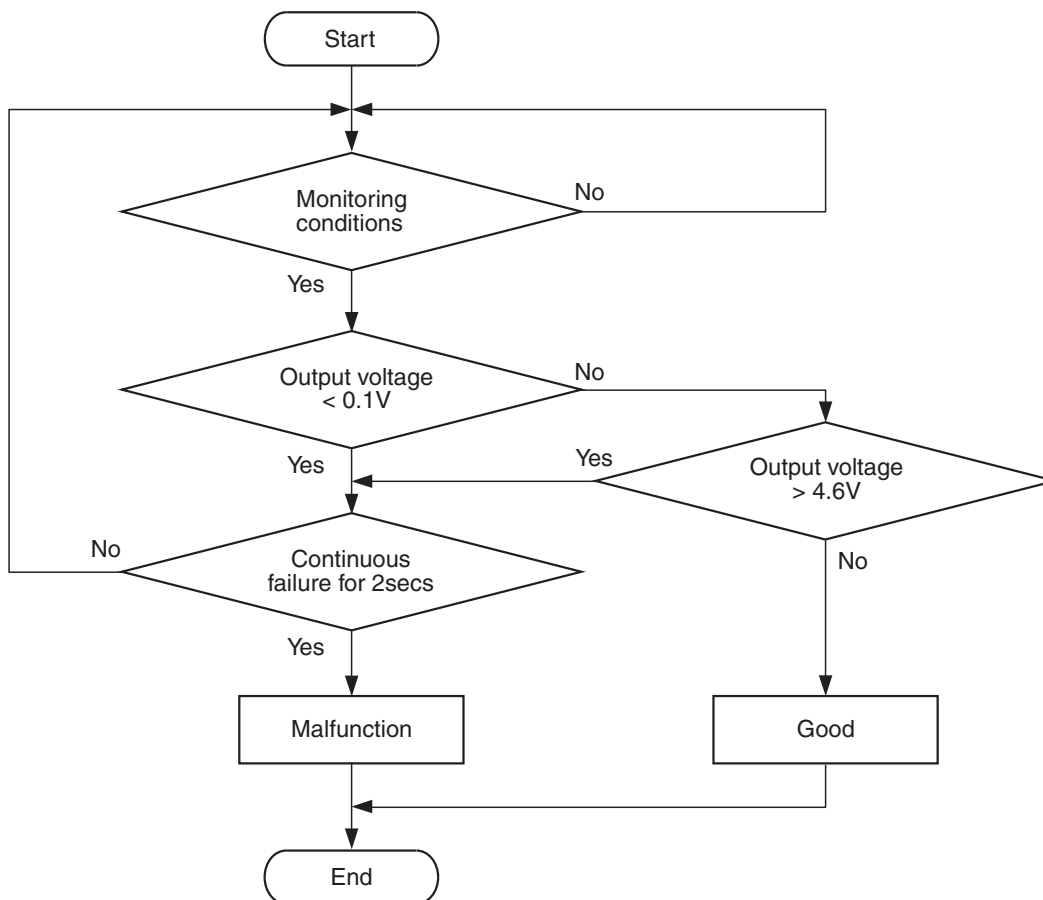 Start
Monitoring
conditions
No
Yes
Output voltage
< 0.1V
No
Yes
Yes
Output voltage
> 4.6V
No
Continuous
failure for 2secs
No
Yes
Malfunction
Good
End